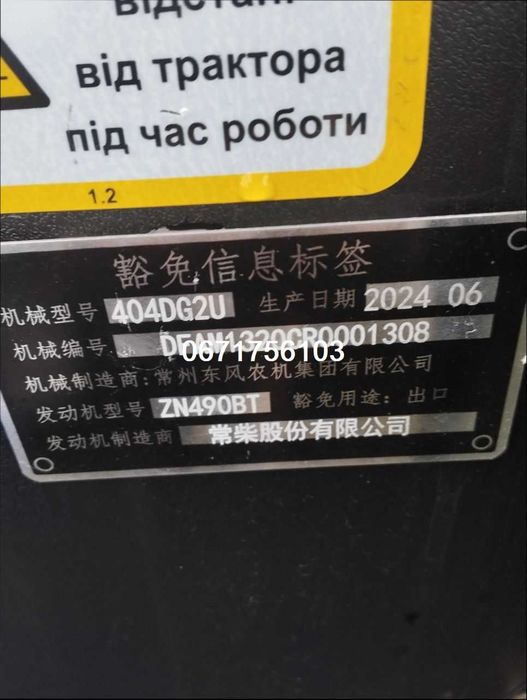 від трактора
під час роботи
1.2
豁免信息标签
机械型号 404DG2U 生产日期 2024 06
机械编号
0671756103
机械制造商：常州东风农机集团有限公司
发动机型号 ZN490BT 豁免用途：出口
发动机制造商 常柴股份有限公司